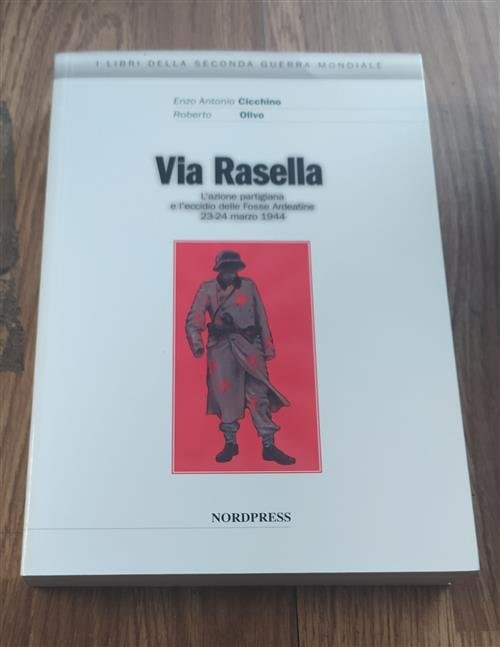 I LIBRI DELLA SECONDA GUERRA MONDIALE
Enzo Antonio Cicchino
Roberto Olivo
Via Rasella
L'azione partigiana
e l'eccidio delle Fosse Ardeatine
23-24 marzo 1944
NORDPRESS